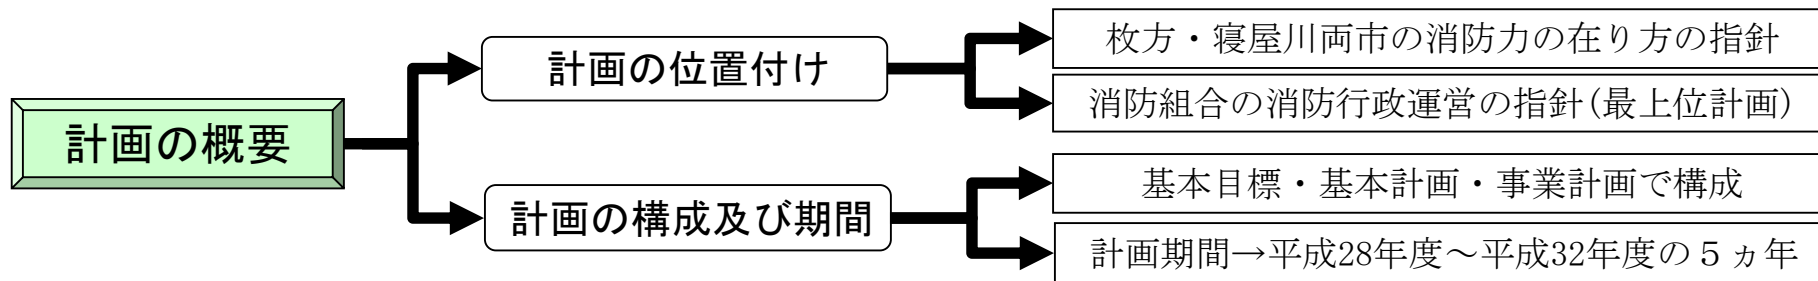 計画の概要
計画の位置付け
枚方・寝屋川両市の消防力の在り方の指針
消防組合の消防行政運営の指針(最上位計画)
計画の構成及び期間
基本目標・基本計画・事業計画で構成
計画期間→平成28年度～平成32年度の５ヵ年